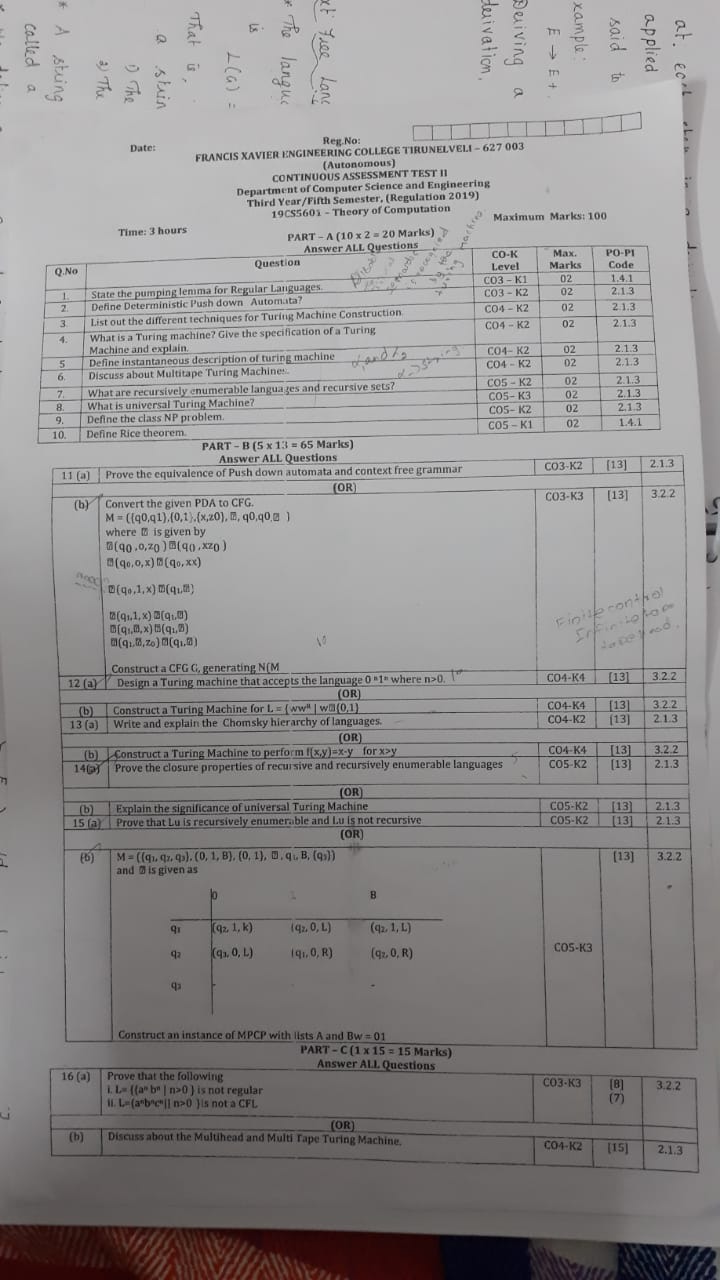 at.
applied
said to
xample:
E → E +
Deriving a
derivation,
xt Free Lang
* The langu
is
L(G) =
That is,
a strin
1) The
2) The
* A string
called a
Reg.No:
Date:
FRANCIS XAVIER ENGINEERING COLLEGE TIRUNELVELI – 627 003
(Autonomous)
CONTINUOUS ASSESSMENT TEST II
Department of Computer Science and Engineering
Third Year/Fifth Semester, (Regulation 2019)
19CS5601 – Theory of Computation
Time: 3 hours Maximum Marks: 100
PART – A (10 x 2 = 20 Marks)
Answer ALL Questions
Q.No Question CO-K Level Max. Marks PO-PI Code
1. State the pumping lemma for Regular Languages. CO3 – K1 02 1.4.1
2. Define Deterministic Push down Automata? CO3 – K2 02 2.1.3
3. List out the different techniques for Turing Machine Construction. CO4 – K2 02 2.1.3
4. What is a Turing machine? Give the specification of a Turing CO4 – K2 02 2.1.3
Machine and explain.
5 Define instantaneous description of turing machine CO4– K2 02 2.1.3
6. Discuss about Multitape Turing Machines. CO4 – K2 02 2.1.3
7. What are recursively enumerable languages and recursive sets? CO5 – K2 02 2.1.3
8. What is universal Turing Machine? CO5– K3 02 2.1.3
9. Define the class NP problem. CO5– K2 02 2.1.3
10. Define Rice theorem. CO5 – K1 02 1.4.1
PART – B (5 x 13 = 65 Marks)
Answer ALL Questions
11 (a) Prove the equivalence of Push down automata and context free grammar CO3-K2 [13] 2.1.3
(OR)
(b) Convert the given PDA to CFG. CO3-K3 [13] 3.2.2
M = ({q0,q1},{0,1},{x,z0}, , q0,q0, )
where is given by
(q0,0,z0) (q0,xz0)
(q0,0,x) (q0,xx)
(q0,1,x) (q1, )
(q1,1,x) (q1, )
(q1, ,x) (q1, )
(q1, ,z0) (q1, )
Finite control
Infinite tape
tape head.
10
Construct a CFG G, generating N(M
12 (a) Design a Turing machine that accepts the language 0ⁿ1ⁿ where n>0. CO4-K4 [13] 3.2.2
(OR)
(b) Construct a Turing Machine for L = {wwᴿ | w {0,1} CO4-K4 [13] 3.2.2
13 (a) Write and explain the Chomsky hierarchy of languages. CO4-K2 [13] 2.1.3
(OR)
(b) Construct a Turing Machine to perform f(x,y)=x-y for x>y CO4-K4 [13] 3.2.2
14(a) Prove the closure properties of recursive and recursively enumerable languages CO5-K2 [13] 2.1.3
(OR)
(b) Explain the significance of universal Turing Machine CO5-K2 [13] 2.1.3
15 (a) Prove that Lu is recursively enumerable and Lu is not recursive CO5-K2 [13] 2.1.3
(OR)
(b) M = ({q1, q2, q3}, {0, 1, B}, {0, 1}, , q1, B, {q3}) CO5-K3 [13] 3.2.2
and is given as
0 1 B
q1 (q2, 1, k) (q2, 0, L) (q2, 1, L)
q2 (q3, 0, L) (q1, 0, R) (q2, 0, R)
q3 - -
Construct an instance of MPCP with lists A and Bw = 01
PART – C (1 x 15 = 15 Marks)
Answer ALL Questions
16 (a) Prove that the following CO3-K3 [8] 3.2.2
i. L= {(aⁿ bⁿ | n>0 } is not regular (7)
ii. L={aⁿbⁿcⁿ|| n>0 }is not a CFL
(OR)
(b) Discuss about the Multihead and Multi Tape Turing Machine. CO4-K2 [15] 2.1.3